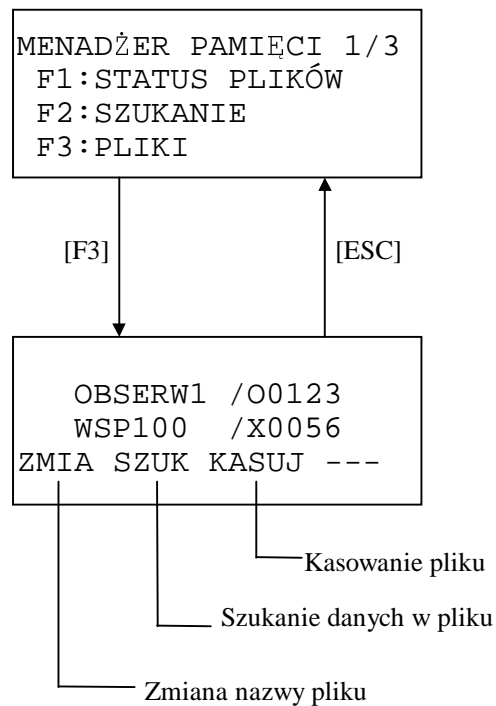 MENADŻER PAMIĘCI 1/3
F1:STATUS PLIKÓW
F2:SZUKANIE
F3:PLIKI
[F3]
[ESC]
OBSERW1 /O0123
WSP100 /X0056
ZMIA SZUK KASUJ ---
Kasowanie pliku
Szukanie danych w pliku
Zmiana nazwy pliku